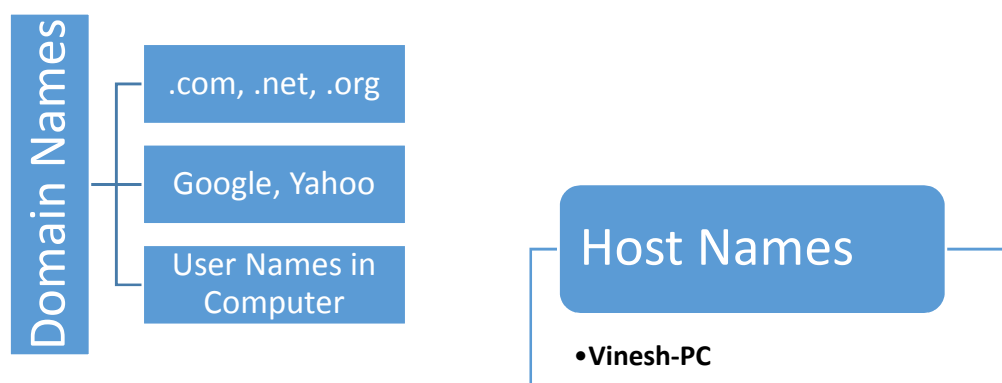 Domain Names
.com, .net, .org
Google, Yahoo
User Names in
Computer
Host Names
•Vinesh-PC